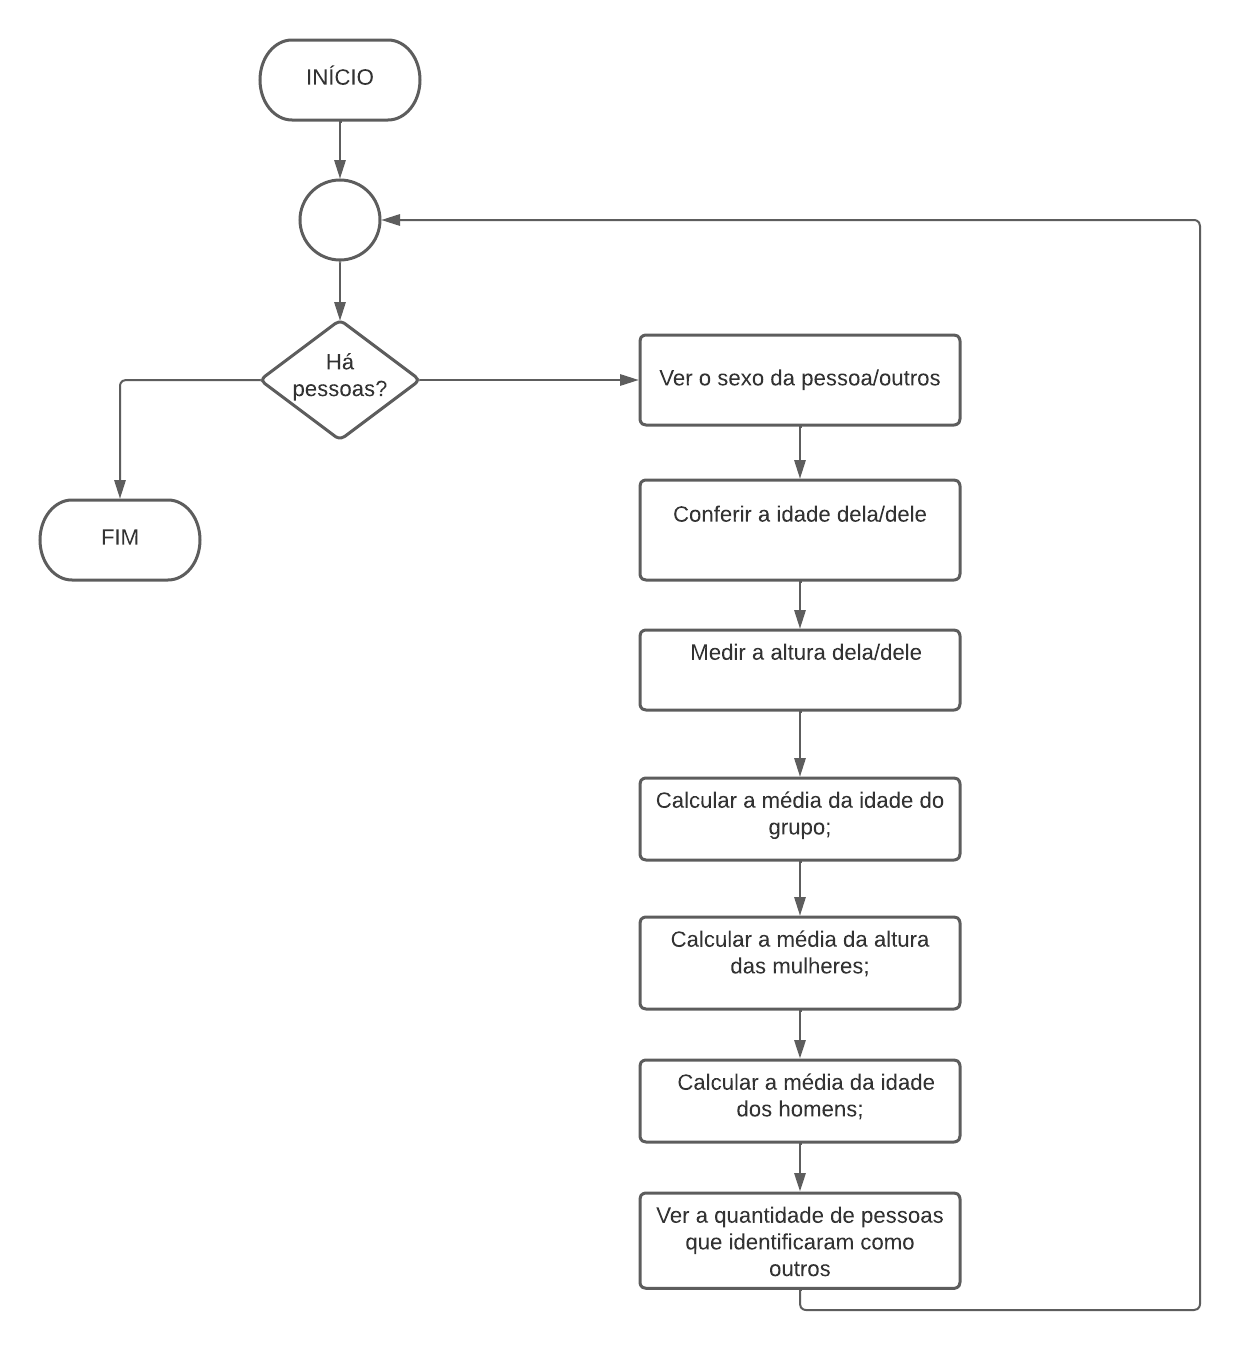 INÍCIO
Há
pessoas?
Ver o sexo da pessoa/outros
Conferir a idade dela/dele
FIM
Medir a altura dela/dele
Calcular a média da idade do
grupo;
Calcular a média da altura
das mulheres;
Calcular a média da idade
dos homens;
Ver a quantidade de pessoas
que identificaram como
outros